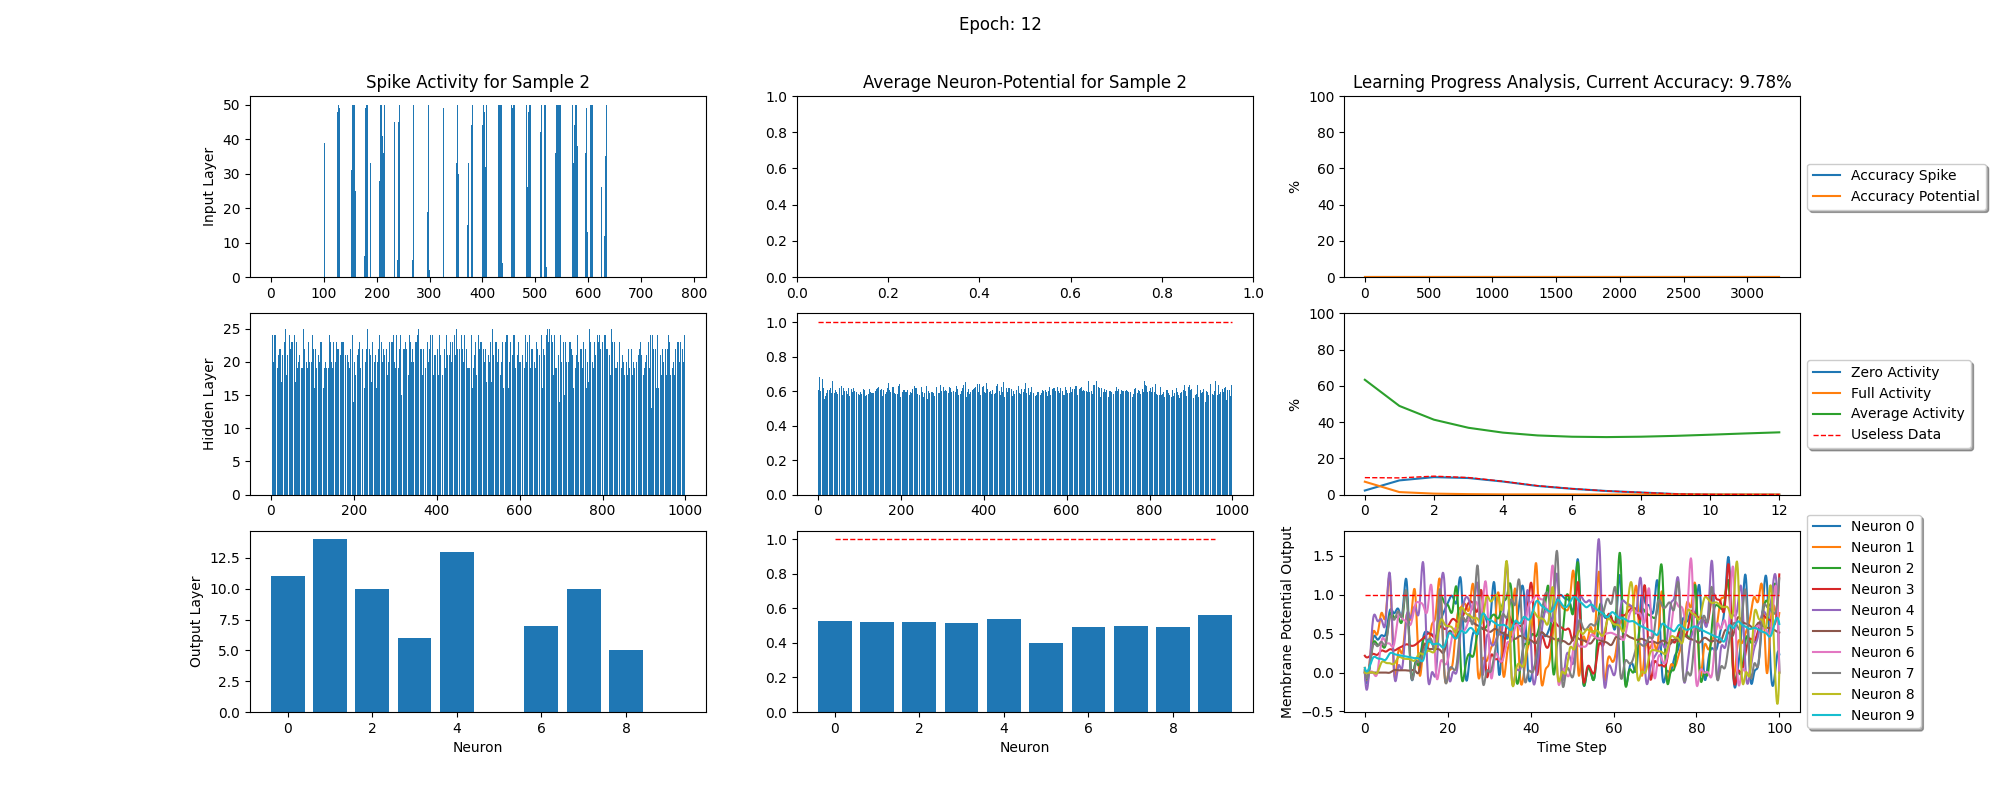 Epoch: 12
Spike Activity for Sample 2
Average Neuron-Potential for Sample 2
Learning Progress Analysis, Current Accuracy: 9.78%
Input Layer
50
40
30
20
10
0
0 100 200 300 400 500 600 700 800
1.0
0.8
0.6
0.4
0.2
0.0
0.0 0.2 0.4 0.6 0.8 1.0
%
100
80
60
40
20
0
0 500 1000 1500 2000 2500 3000
Accuracy Spike
Accuracy Potential
Hidden Layer
25
20
15
10
5
0
0 200 400 600 800 1000
1.0
0.8
0.6
0.4
0.2
0.0
0 200 400 600 800 1000
%
100
80
60
40
20
0
0 2 4 6 8 10 12
Zero Activity
Full Activity
Average Activity
Useless Data
Output Layer
12.5
10.0
7.5
5.0
2.5
0.0
0 2 4 6 8
Neuron
1.0
0.8
0.6
0.4
0.2
0.0
0 2 4 6 8
Neuron
Membrane Potential Output
1.5
1.0
0.5
0.0
−0.5
0 20 40 60 80 100
Time Step
Neuron 0
Neuron 1
Neuron 2
Neuron 3
Neuron 4
Neuron 5
Neuron 6
Neuron 7
Neuron 8
Neuron 9